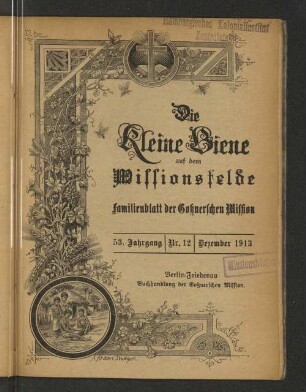 Die
Kleine Biene
auf dem
Missionsfelde
Familienblatt der Goßnerschen Mission
53. Jahrgang Nr. 12 Dezember 1913
Berlin-Friedenau
Buchhandlung der Goßnerschen Mission.